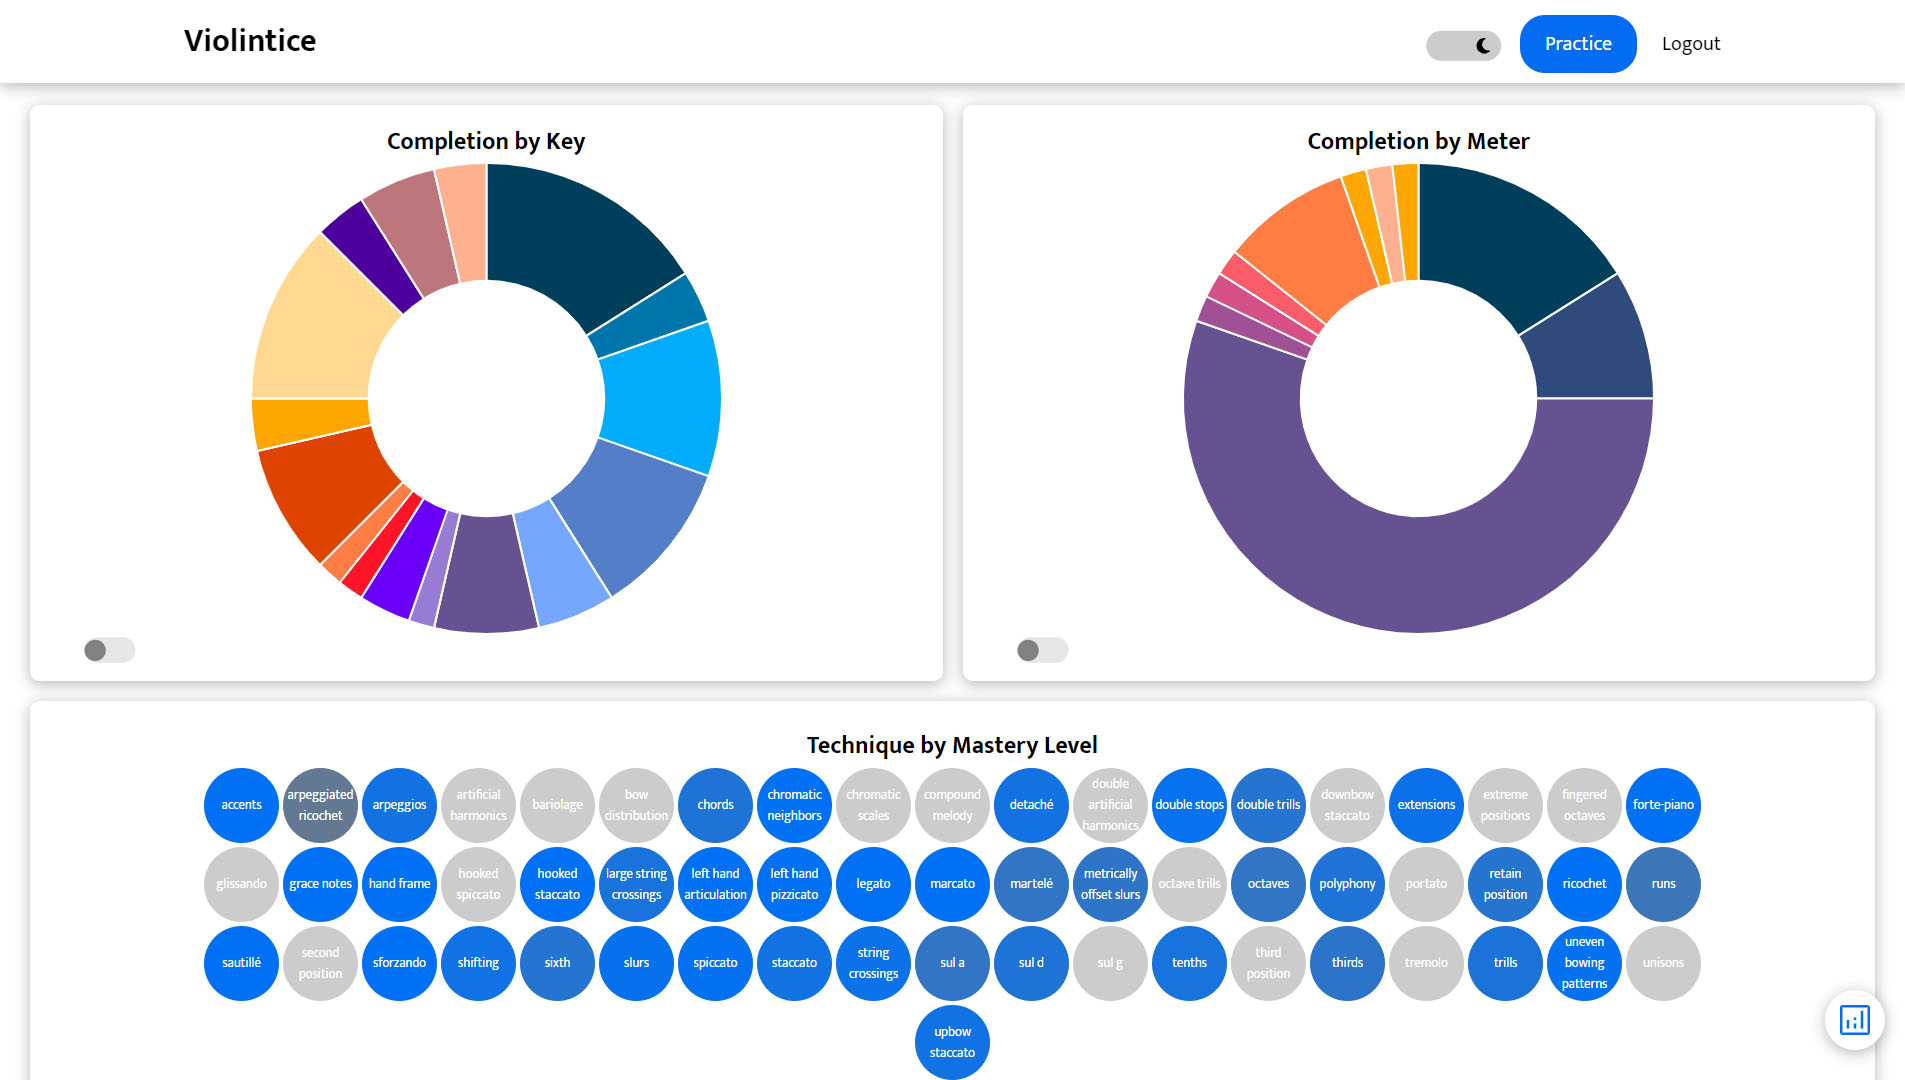 Violintice
Practice
Logout
Completion by Key
Completion by Meter
Technique by Mastery Level
accents
arpeggiated
ricochet
arpeggios
artificial
harmonics
bariolage
bow
distribution
chords
chromatic
neighbors
chromatic
scales
compound
melody
detaché
double
artificial
harmonics
double stops
double trills
downbow
staccato
extensions
extreme
positions
fingered
octaves
forte-piano
glissando
grace notes
hand frame
hooked
spiccato
hooked
staccato
large string
crossings
left hand
articulation
left hand
pizzicato
legato
marcato
martelé
metrically
offset slurs
octave trills
octaves
polyphony
portato
retain
position
ricochet
runs
sautillé
second
position
sforzando
shifting
sixth
slurs
spiccato
staccato
string
crossings
sul a
sul d
sul g
tenths
third
position
thirds
tremolo
trills
uneven
bowing
patterns
unisons
upbow
staccato